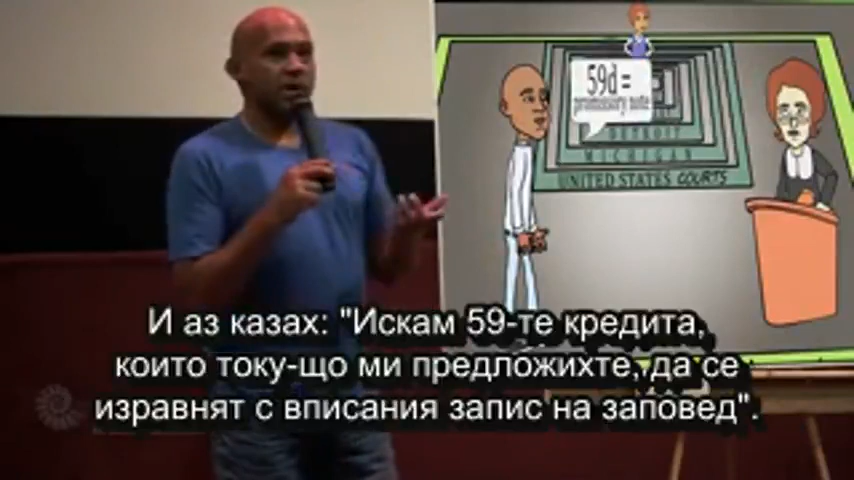 59d =
promissory note
DETROIT
MICHIGAN
UNITED STATES COURTS
И аз казах: "Искам 59-те кредита,
които току-що ми предложихте, да се
изравнят с вписания запис на заповед".